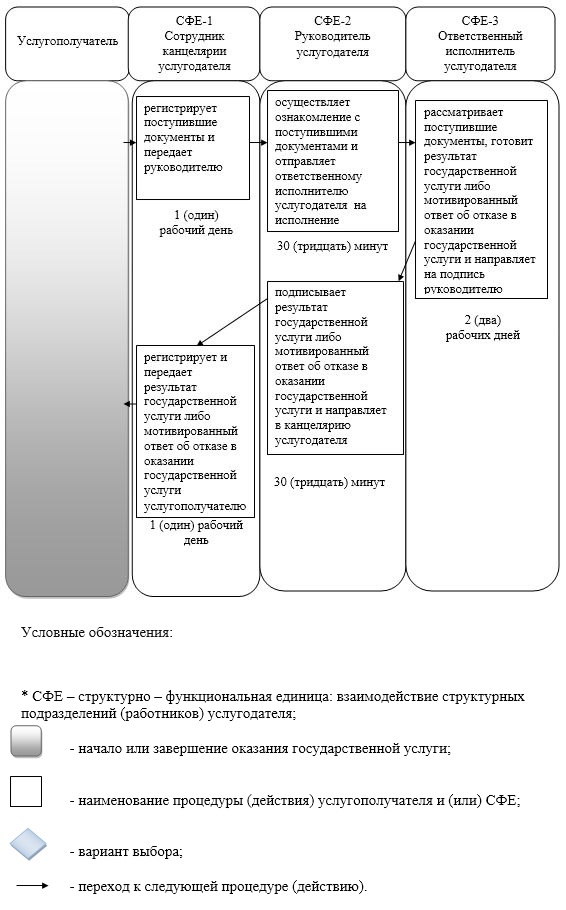 Услугополучатель
СФЕ-1
Сотрудник
канцелярии
услугодателя
СФЕ-2
Руководитель
услугодателя
СФЕ-3
Ответственный
исполнитель
услугодателя
регистрирует
поступившие
документы и
передает
руководителю
1 (один)
рабочий день
осуществляет
ознакомление с
поступившими
документами и
отправляет
ответственному
исполнителю
услугодателя на
исполнение
30 (тридцать) минут
рассматривает
поступившие
документы, готовит
результат
государственной
услуги либо
мотивированный
ответ об отказе в
оказании
государственной
услуги и направляет
на подпись
руководителю
2 (два)
рабочих дней
подписывает
результат
государственной
услуги либо
мотивированный
ответ об отказе в
оказании
государственной
услуги и направляет
в канцелярию
услугодателя
30 (тридцать) минут
регистрирует и
передает
результат
государственной
услуги либо
мотивированный
ответ об отказе в
оказании
государственной
услуги
услугополучателю
1 (один) рабочий
день
Условные обозначения:
* СФЕ – структурно – функциональная единица: взаимодействие структурных
подразделений (работников) услугодателя;
- начало или завершение оказания государственной услуги;
- наименование процедуры (действия) услугополучателя и (или) СФЕ;
- вариант выбора;
- переход к следующей процедуре (действию).